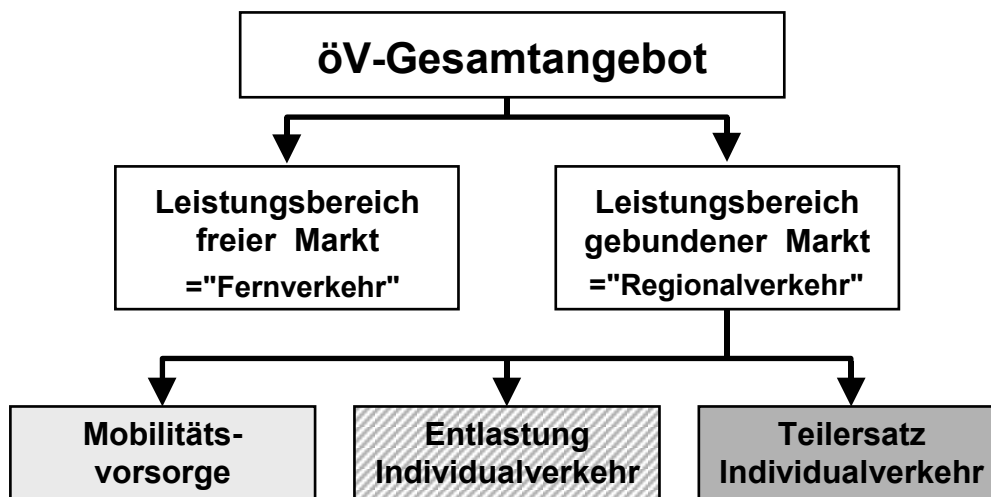 öV-Gesamtangebot
Leistungsbereich
freier Markt
="Fernverkehr"
Leistungsbereich
gebundener Markt
="Regionalverkehr"
Mobilitäts-
vorsorge
Entlastung
Individualverkehr
Teilersatz
Individualverkehr